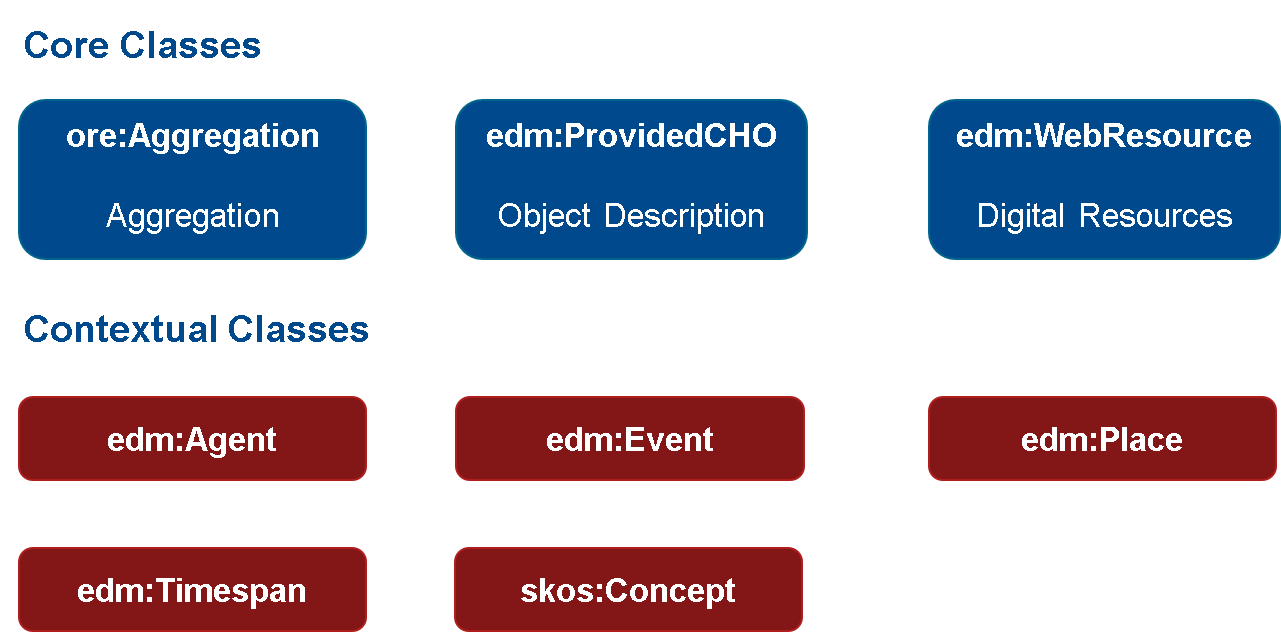 Core Classes
ore:Aggregation
Aggregation
edm:ProvidedCHO
Object Description
edm:WebResource
Digital Resources
Contextual Classes
edm:Agent
edm:Event
edm:Place
edm:Timespan
skos:Concept